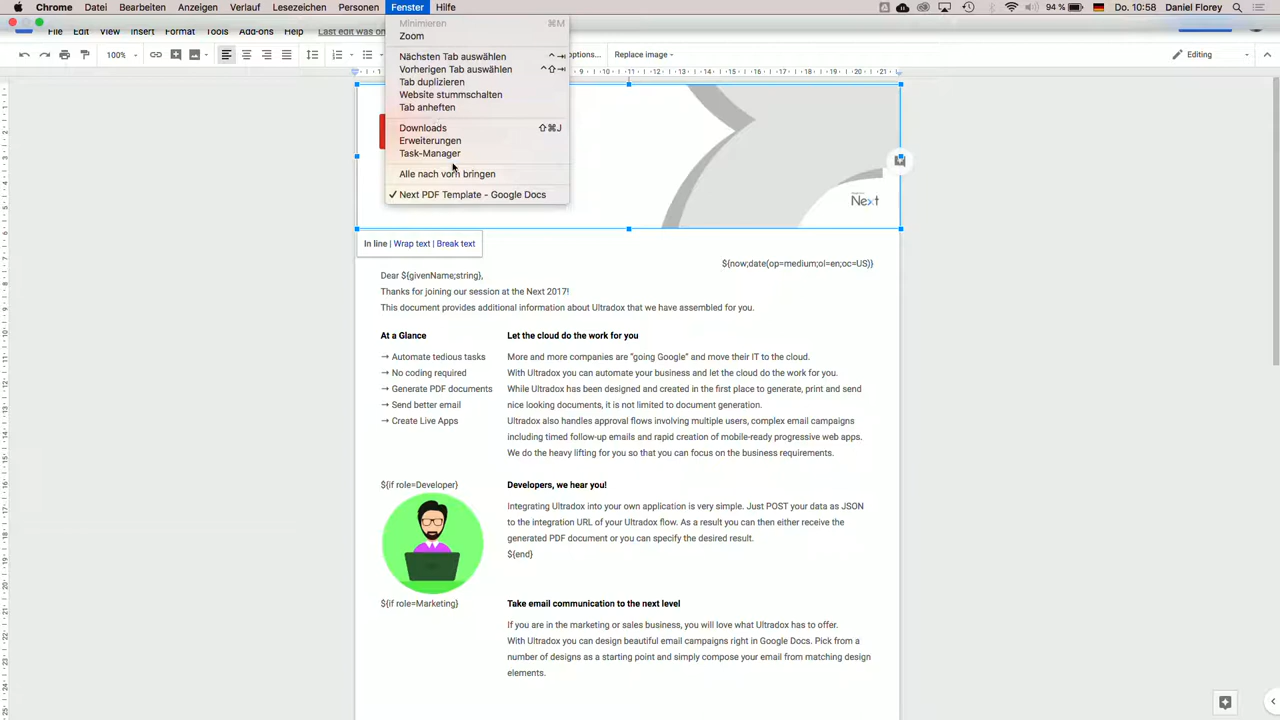 Chrome Datei Bearbeiten Anzeigen Verlauf Lesezeichen Personen Fenster Hilfe 94 % Do. 10:58 Daniel Florey
File Edit View Insert Format Tools Add-ons Help Last edit was on
100% Replace image Editing
Minimieren ⌘M
Zoom
Nächsten Tab auswählen ⌃⇥
Vorherigen Tab auswählen ⌃⇧⇥
Tab duplizieren
Website stummschalten
Tab anheften
Downloads ⇧⌘J
Erweiterungen
Task-Manager
Alle nach vorn bringen
✓ Next PDF Template - Google Docs
9 10 11 12 13 14 15 16 17 18 19 20 21
Next
In line | Wrap text | Break text
${now;date(op=medium;ol=en;oc=US)}
Dear ${givenName;string},
Thanks for joining our session at the Next 2017!
This document provides additional information about Ultradox that we have assembled for you.
At a Glance
→ Automate tedious tasks
→ No coding required
→ Generate PDF documents
→ Send better email
→ Create Live Apps
Let the cloud do the work for you
More and more companies are "going Google" and move their IT to the cloud.
With Ultradox you can automate your business and let the cloud do the work for you.
While Ultradox has been designed and created in the first place to generate, print and send
nice looking documents, it is not limited to document generation.
Ultradox also handles approval flows involving multiple users, complex email campaigns
including timed follow-up emails and rapid creation of mobile-ready progressive web apps.
We do the heavy lifting for you so that you can focus on the business requirements.
${if role=Developer}
Developers, we hear you!
Integrating Ultradox into your own application is very simple. Just POST your data as JSON
to the integration URL of your Ultradox flow. As a result you can then either receive the
generated PDF document or you can specify the desired result.
${end}
${if role=Marketing}
Take email communication to the next level
If you are in the marketing or sales business, you will love what Ultradox has to offer.
With Ultradox you can design beautiful email campaigns right in Google Docs. Pick from a
number of designs as a starting point and simply compose your email from matching design
elements.